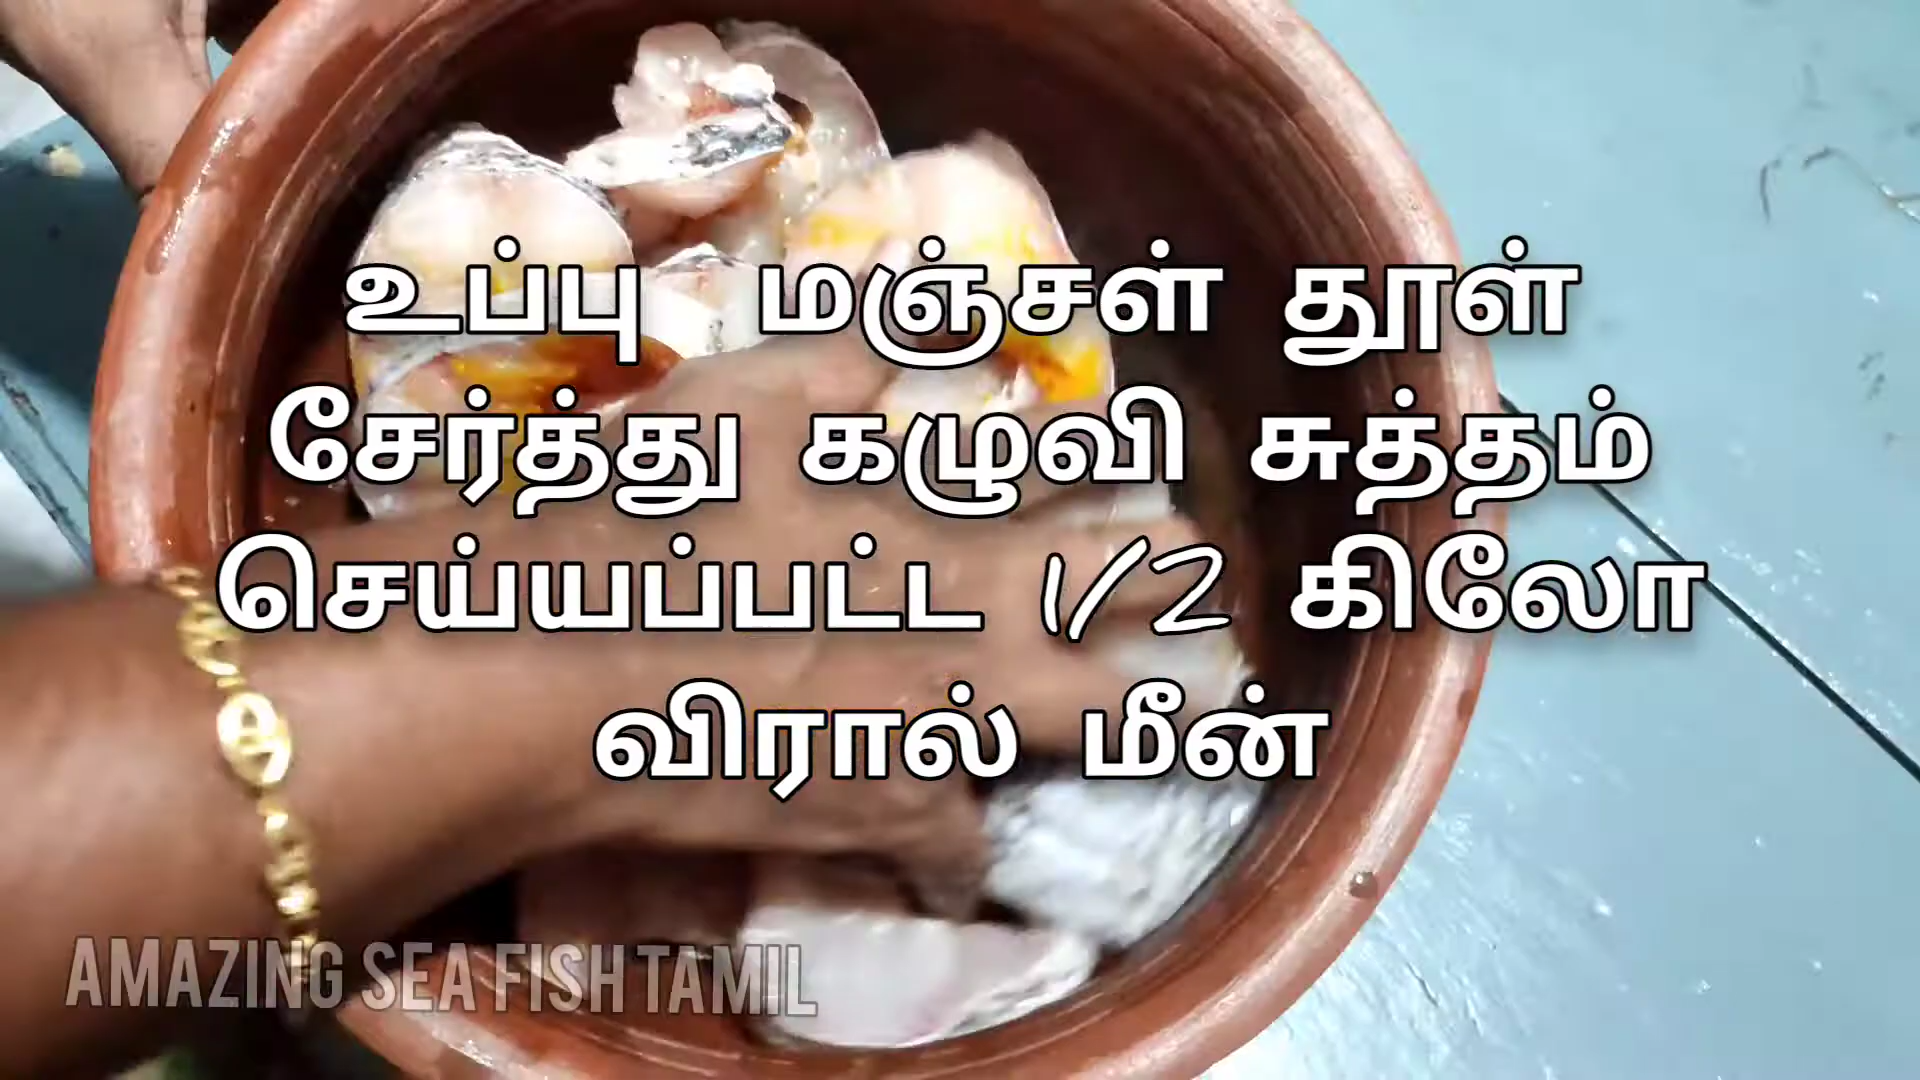 உப்பு மஞ்சள் தூள்
சேர்த்து கழுவி சுத்தம்
செய்யப்பட்ட 1/2 கிலோ
விரால் மீன்
AMAZING SEA FISH TAMIL